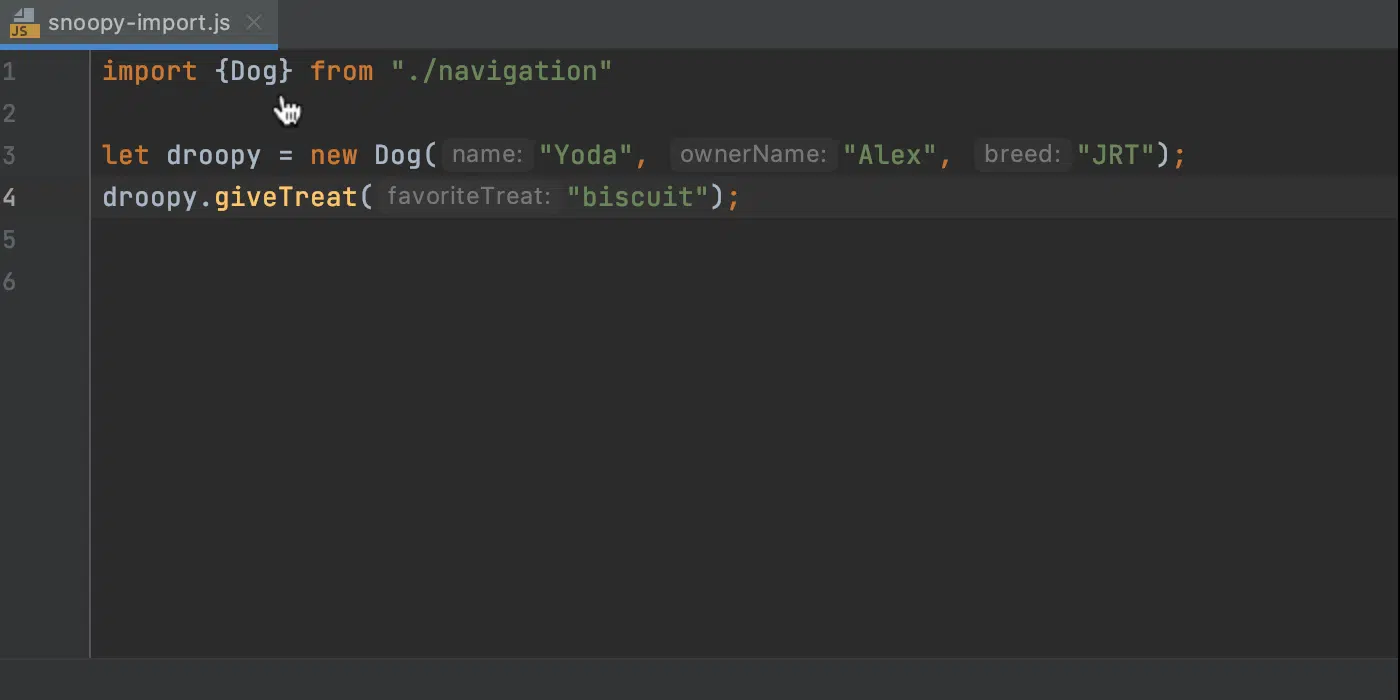 JS snoopy-import.js
1 import {Dog} from "./navigation"
2
3 let droopy = new Dog( name: "Yoda", ownerName: "Alex", breed: "JRT");
4 droopy.giveTreat( favoriteTreat: "biscuit");
5
6